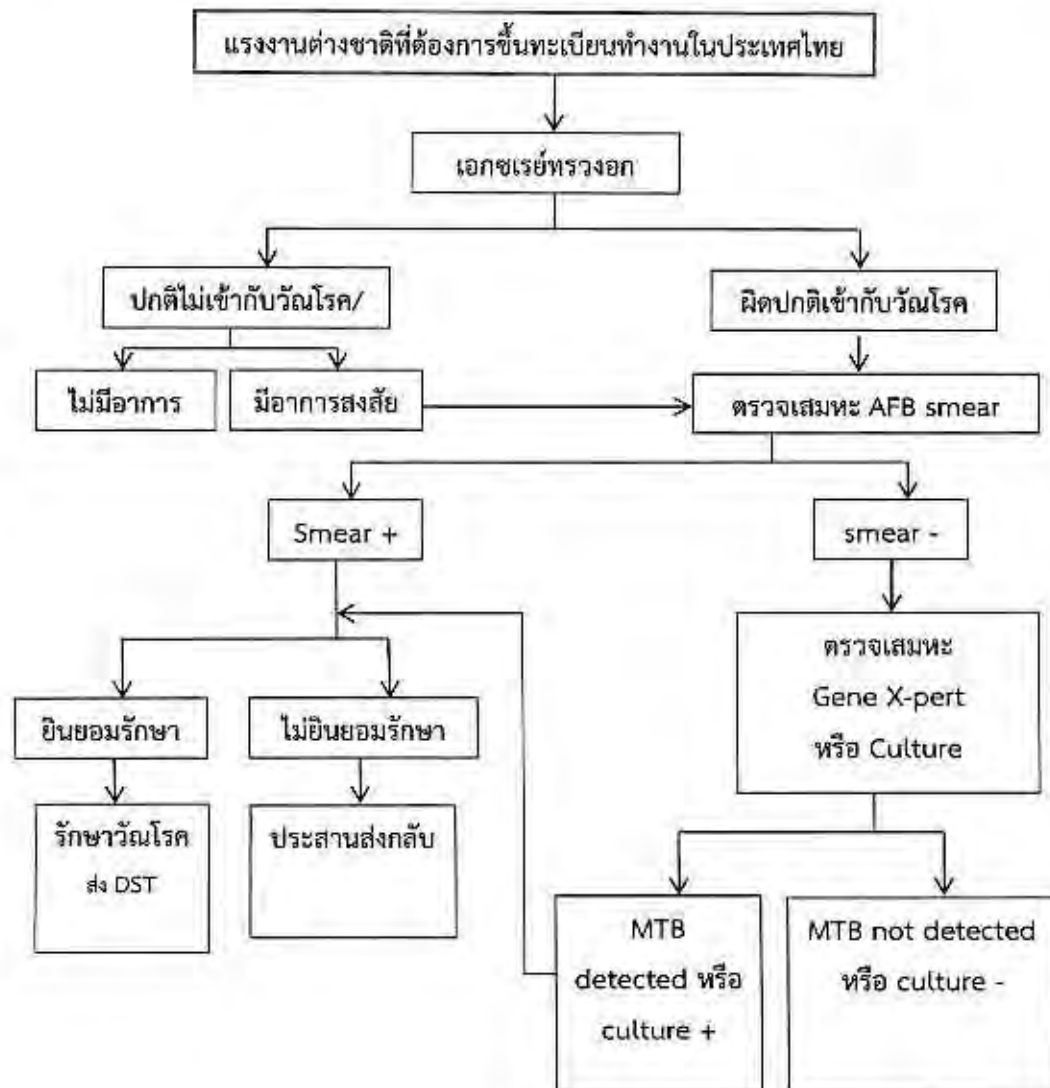 แรงงานต่างชาติที่ต้องการขึ้นทะเบียนทำงานในประเทศไทย
เอกซเรย์ทรวงอก
ปกติไม่เข้ากับวัณโรค/
ผิดปกติเข้ากับวัณโรค
ไม่มีอาการ
มีอาการสงสัย
ตรวจเสมหะ AFB smear
Smear +
smear -
ตรวจเสมหะ
Gene X-pert
หรือ Culture
ยินยอมรักษา
ไม่ยินยอมรักษา
รักษาวัณโรค
ส่ง DST
ประสานส่งกลับ
MTB
detected หรือ
culture +
MTB not detected
หรือ culture -